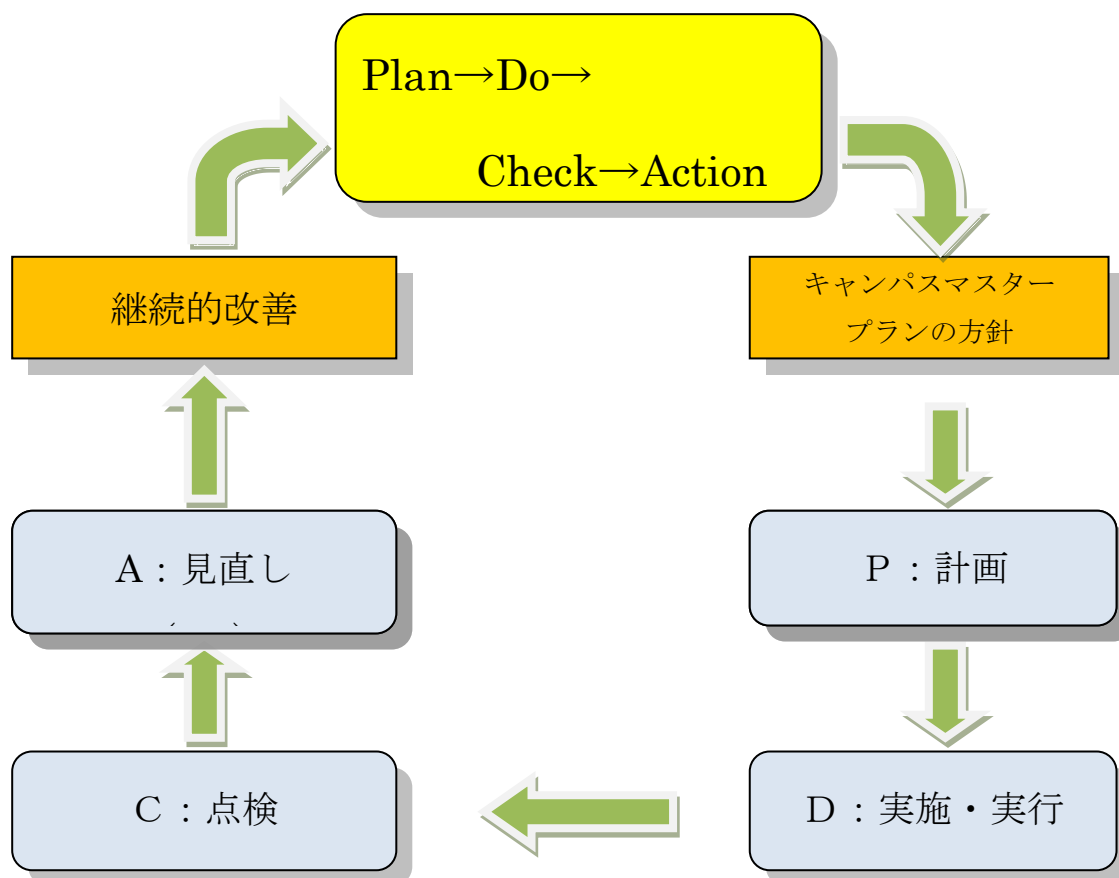 Plan→Do→
Check→Action
継続的改善
キャンパスマスター
プランの方針
A：見直し
P：計画
C：点検
D：実施・実行